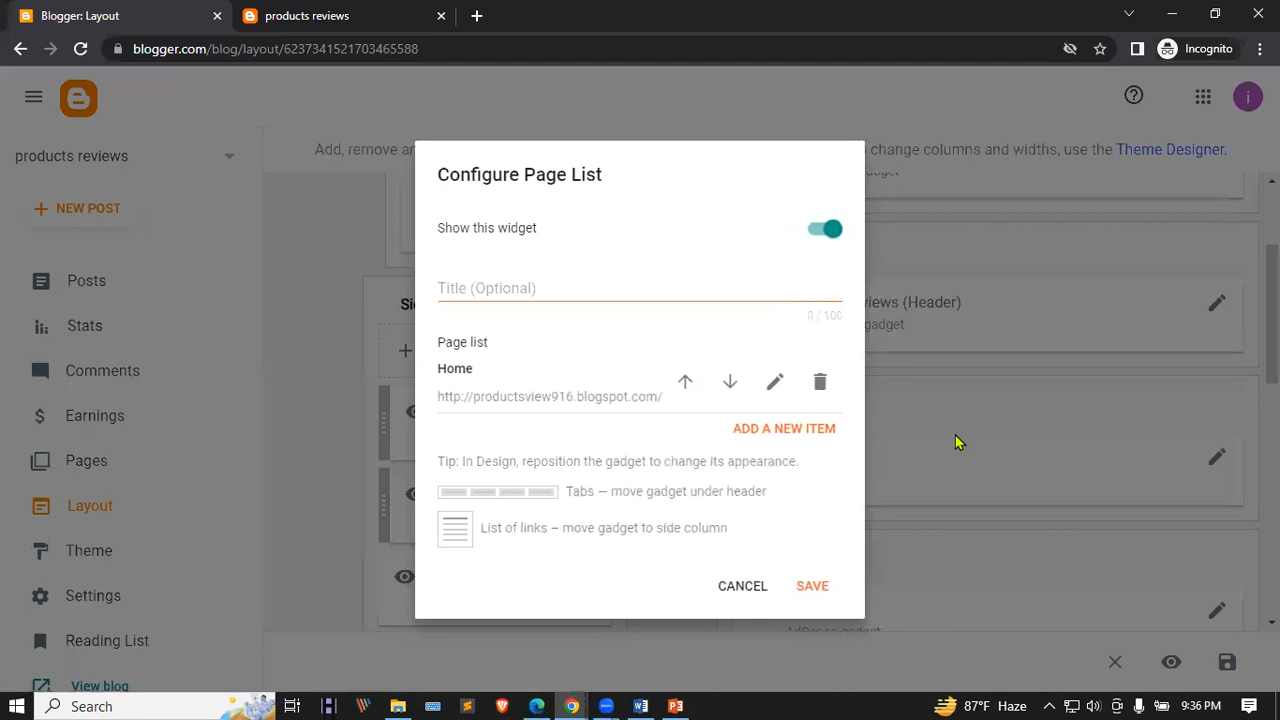 Blogger: Layout
products reviews
blogger.com/blog/layout/6237341521703465588
Incognito
i
products reviews
Add, remove an
o change columns and widths, use the Theme Designer.
NEW POST
Posts
Stats
Comments
Earnings
Pages
Layout
Theme
Settings
Reading List
View blog
Configure Page List
Show this widget
Title (Optional)
0 / 100
Page list
Home
http://productsview916.blogspot.com/
ADD A NEW ITEM
Tip: In Design, reposition the gadget to change its appearance.
Tabs — move gadget under header
List of links – move gadget to side column
CANCEL
SAVE
views (Header)
gadget
Search
87°F Haze
9:36 PM